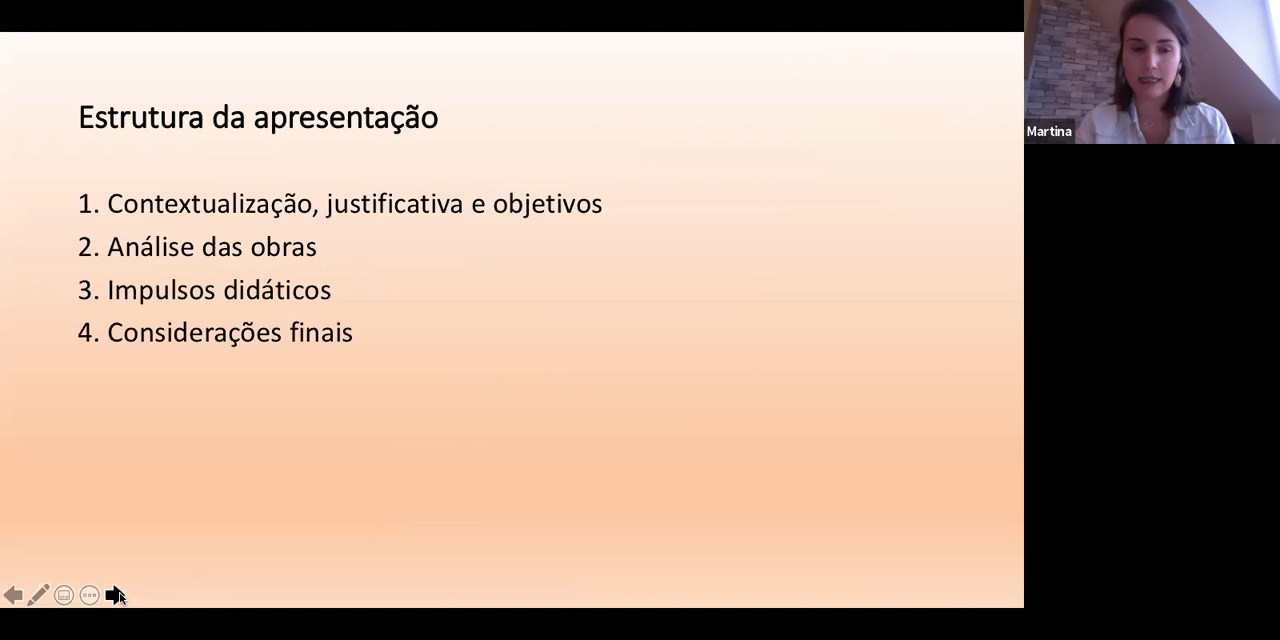 Estrutura da apresentação
1. Contextualização, justificativa e objetivos
2. Análise das obras
3. Impulsos didáticos
4. Considerações finais
Martina